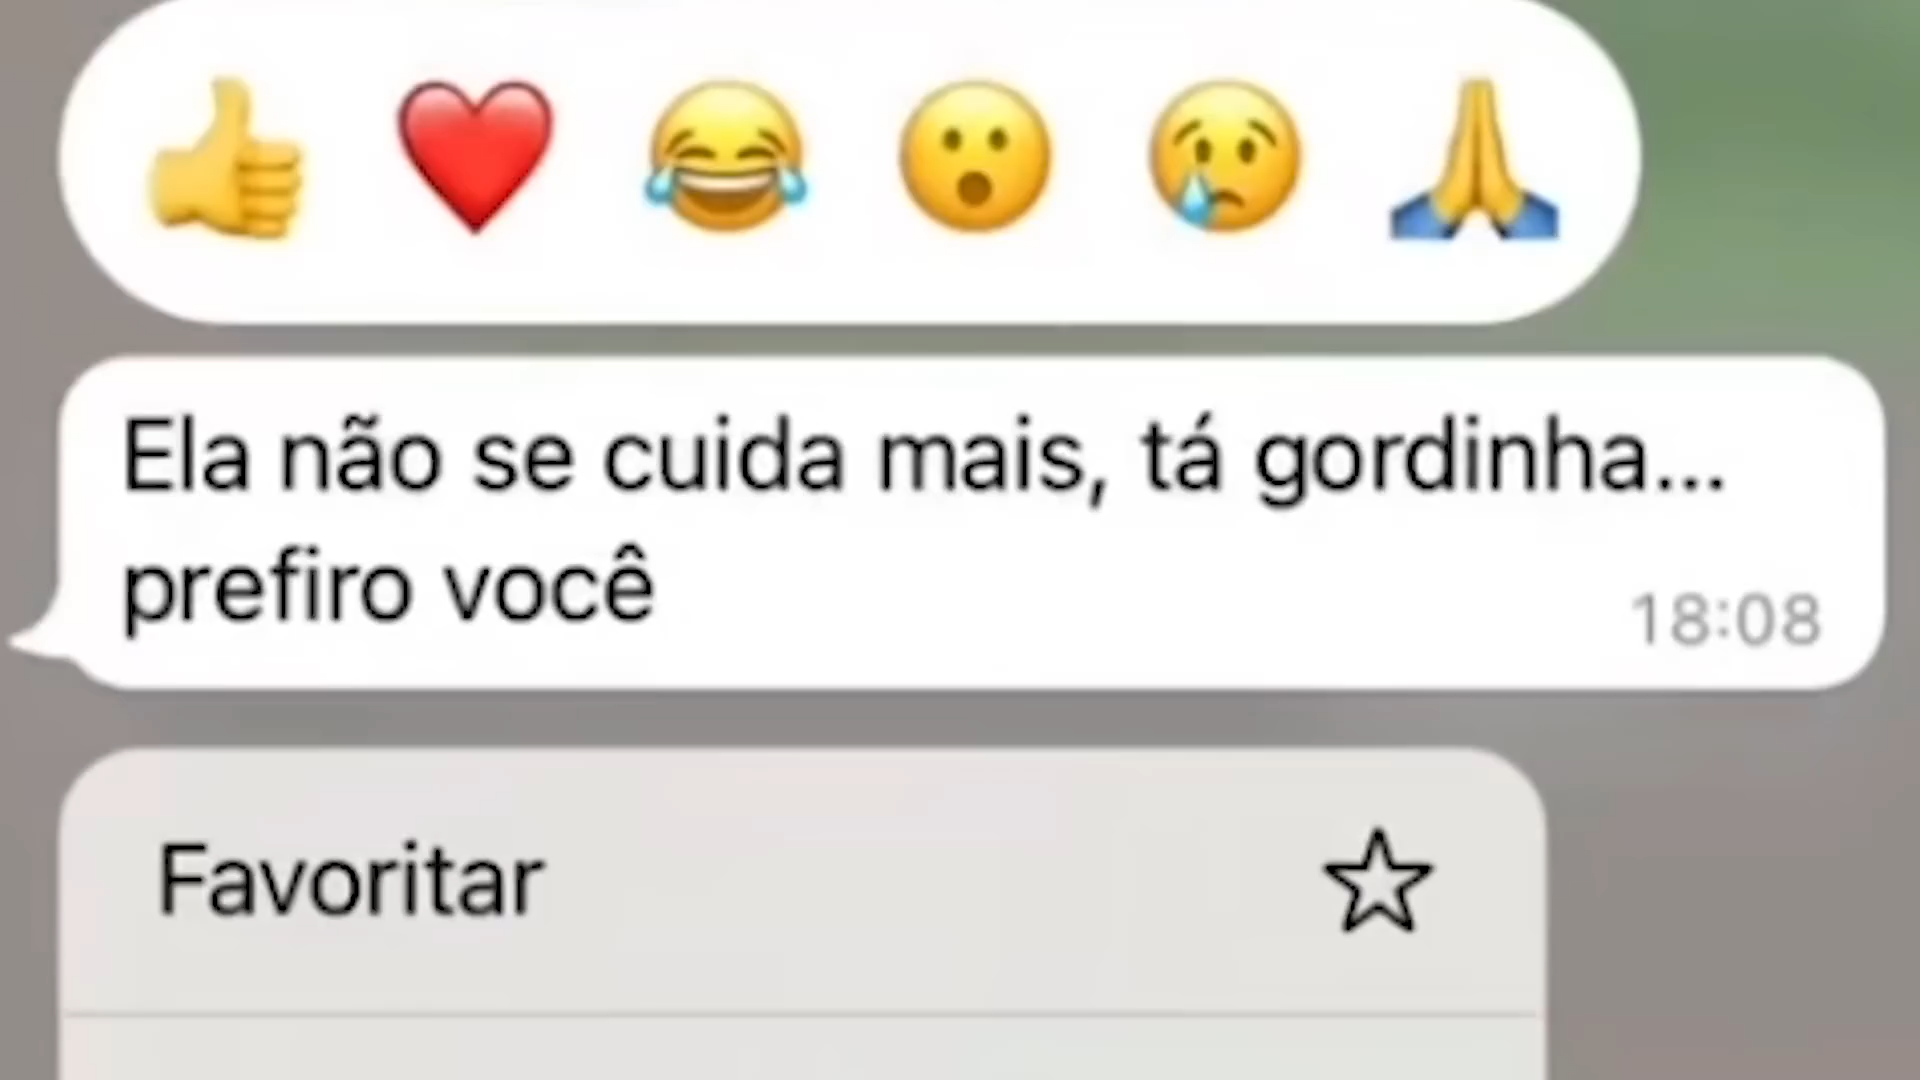 Ela não se cuida mais, tá gordinha...
prefiro você
18:08
Favoritar